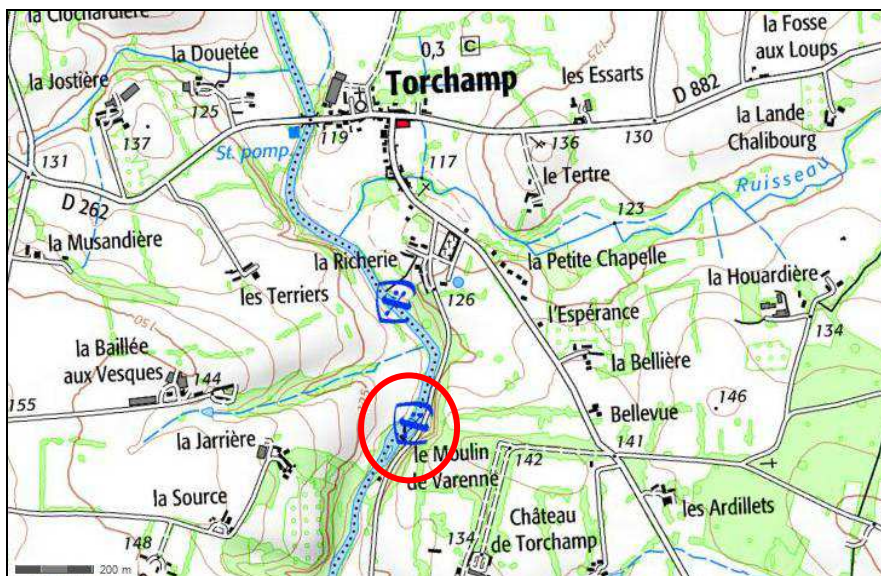 la Clochardière
la Douetée
0,3
C
la Fosse
aux Loups
Torchamp
les Essarts
D 882
la Jostière
125
125
la Lande
Chalibourg
137
119
136
130
St. pomp.
131
117
le Tertre
Ruisseau
D 262
123
la Musandière
la Petite Chapelle
la Richerie
la Houardière
les Terriers
126
l'Espérance
134
150
la Baillée
aux Vesques
144
la Bellière
146
155
125
Bellevue
la Jarrière
le Moulin
de Varenne
142
141
la Source
les Ardillets
Château
de Torchamp
148
134
200 m